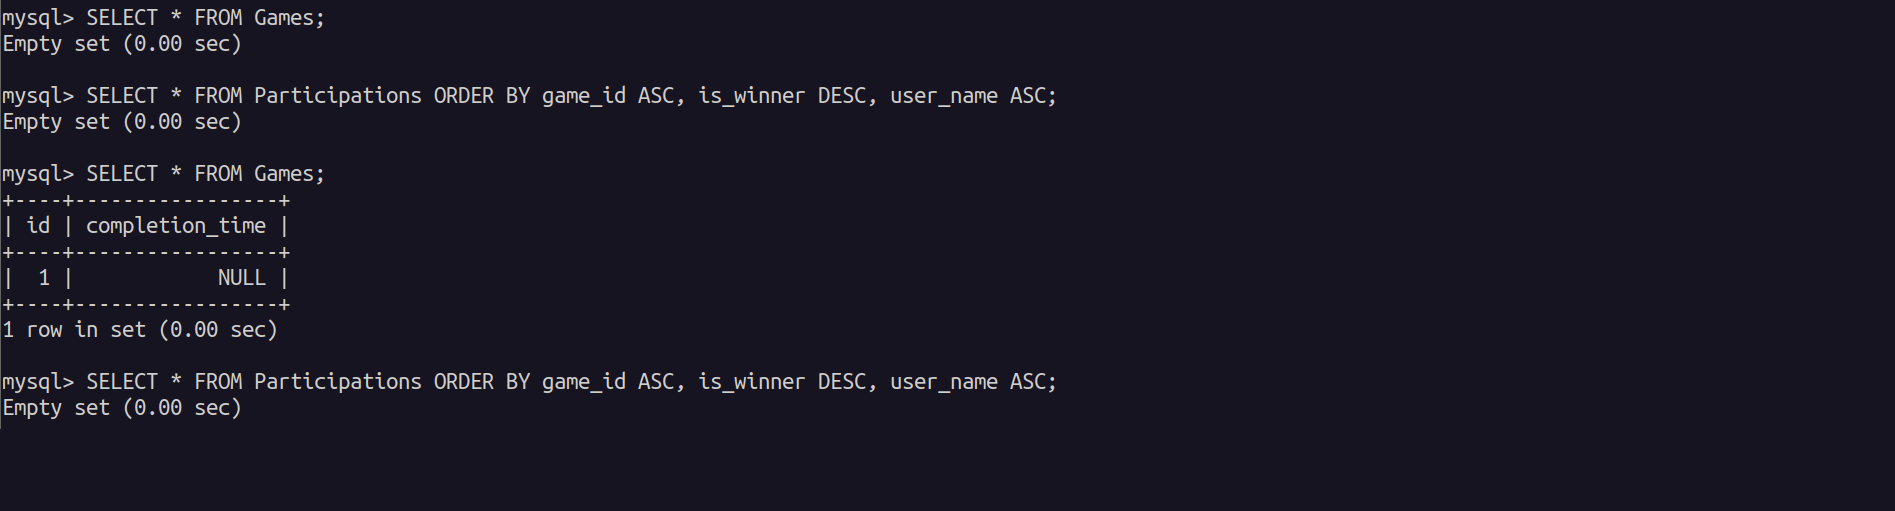 mysql> SELECT * FROM Games;
Empty set (0.00 sec)
mysql> SELECT * FROM Participations ORDER BY game_id ASC, is_winner DESC, user_name ASC;
Empty set (0.00 sec)
mysql> SELECT * FROM Games;
+----+-----------------+
| id | completion_time |
+----+-----------------+
|  1 |            NULL |
+----+-----------------+
1 row in set (0.00 sec)
mysql> SELECT * FROM Participations ORDER BY game_id ASC, is_winner DESC, user_name ASC;
Empty set (0.00 sec)